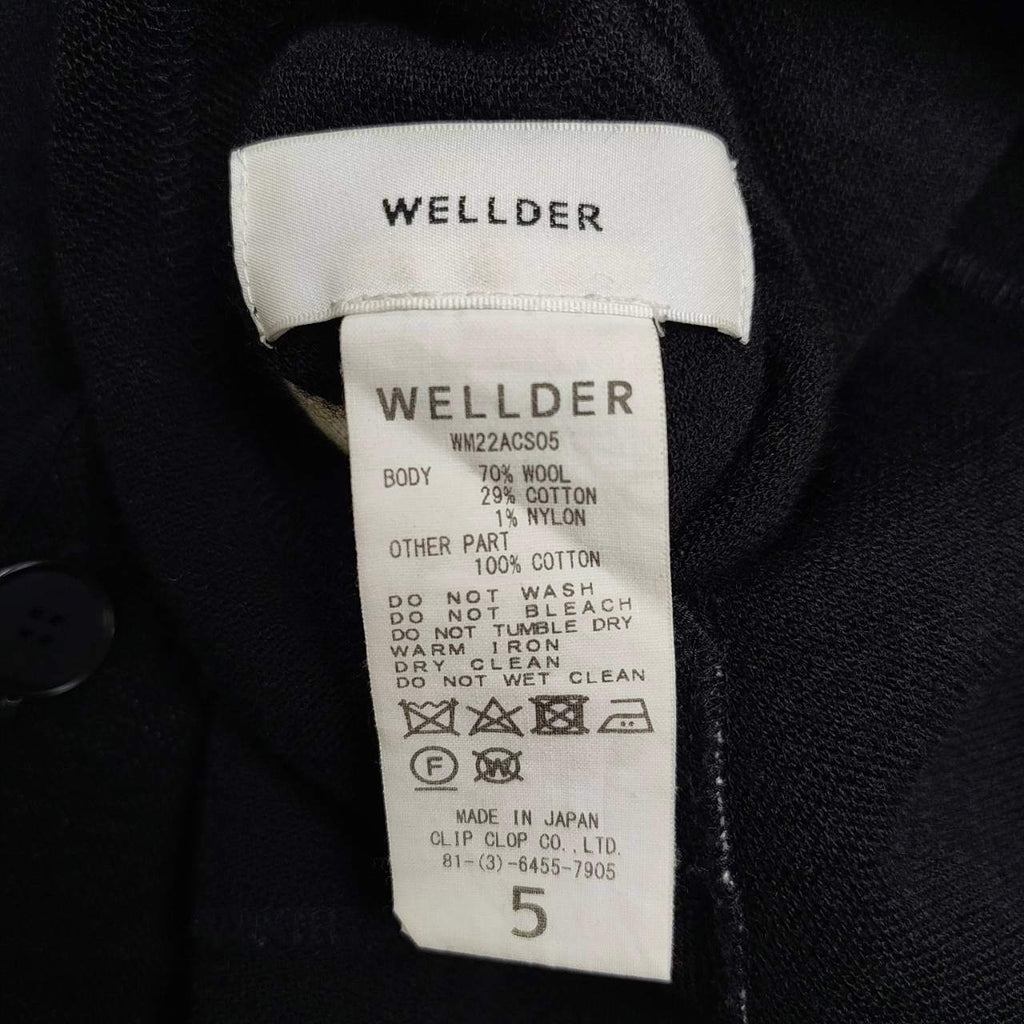 WELLDER
WELLDER
WM22ACS05
BODY 70% WOOL
29% COTTON
1% NYLON
OTHER PART
100% COTTON
DO NOT WASH
DO NOT BLEACH
DO NOT TUMBLE DRY
WARM IRON
DRY CLEAN
DO NOT WET CLEAN
F W
MADE IN JAPAN
CLIP CLOP CO.,LTD.
81-(3)-6455-7905
5